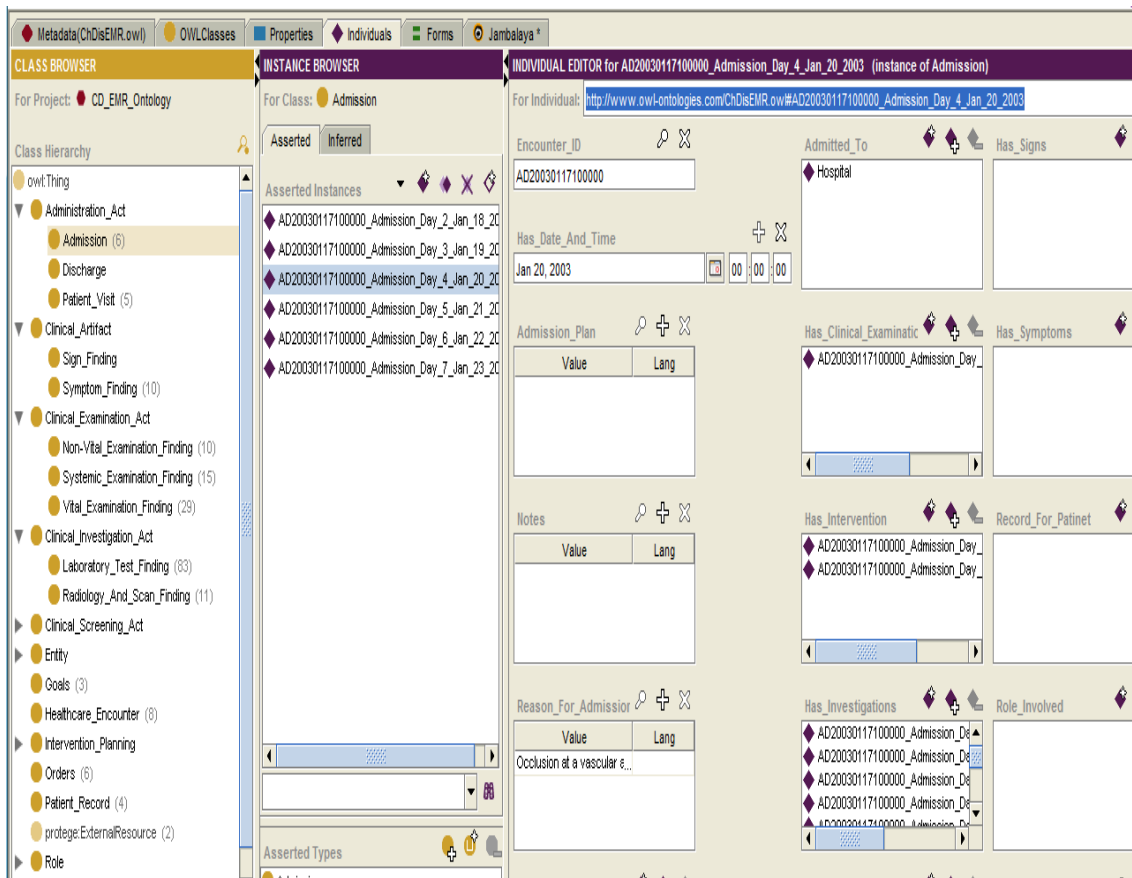 Metadata(ChDisEMR.owl) OWLClasses Properties Individuals Forms Jambalaya *
CLASS BROWSER
For Project: CD_EMR_Ontology
Class Hierarchy
owl:Thing
Administration_Act
Admission (6)
Discharge
Patient_Visit (5)
Clinical_Artifact
Sign_Finding
Symptom_Finding (10)
Clinical_Examination_Act
Non-Vital_Examination_Finding (10)
Systemic_Examination_Finding (15)
Vital_Examination_Finding (29)
Clinical_Investigation_Act
Laboratory_Test_Finding (83)
Radiology_And_Scan_Finding (11)
Clinical_Screening_Act
Entity
Goals (3)
Healthcare_Encounter (8)
Intervention_Planning
Orders (6)
Patient_Record (4)
protege:ExternalResource (2)
Role
INSTANCE BROWSER
For Class: Admission
Asserted Inferred
Asserted Instances
AD20030117100000_Admission_Day_2_Jan_18_20
AD20030117100000_Admission_Day_3_Jan_19_20
AD20030117100000_Admission_Day_4_Jan_20_20
AD20030117100000_Admission_Day_5_Jan_21_20
AD20030117100000_Admission_Day_6_Jan_22_20
AD20030117100000_Admission_Day_7_Jan_23_20
Asserted Types
INDIVIDUAL EDITOR for AD20030117100000_Admission_Day_4_Jan_20_2003 (instance of Admission)
For Individual: http://www.owl-ontologies.com/ChDisEMR.owl#AD20030117100000_Admission_Day_4_Jan_20_2003
Encounter_ID
AD20030117100000
Has_Date_And_Time
Jan 20, 2003 00 :00 :00
Admission_Plan
Value Lang
Notes
Value Lang
Reason_For_Admission
Value Lang
Occlusion at a vascular a...
Admitted_To
Hospital
Has_Clinical_Examinatic
AD20030117100000_Admission_Day_
Has_Intervention
AD20030117100000_Admission_Day_
AD20030117100000_Admission_Day_
Has_Investigations
AD20030117100000_Admission_Da
AD20030117100000_Admission_Da
AD20030117100000_Admission_Da
AD20030117100000_Admission_Da
AD20030117100000_Admission_Da
Has_Signs
Has_Symptoms
Record_For_Patinet
Role_Involved